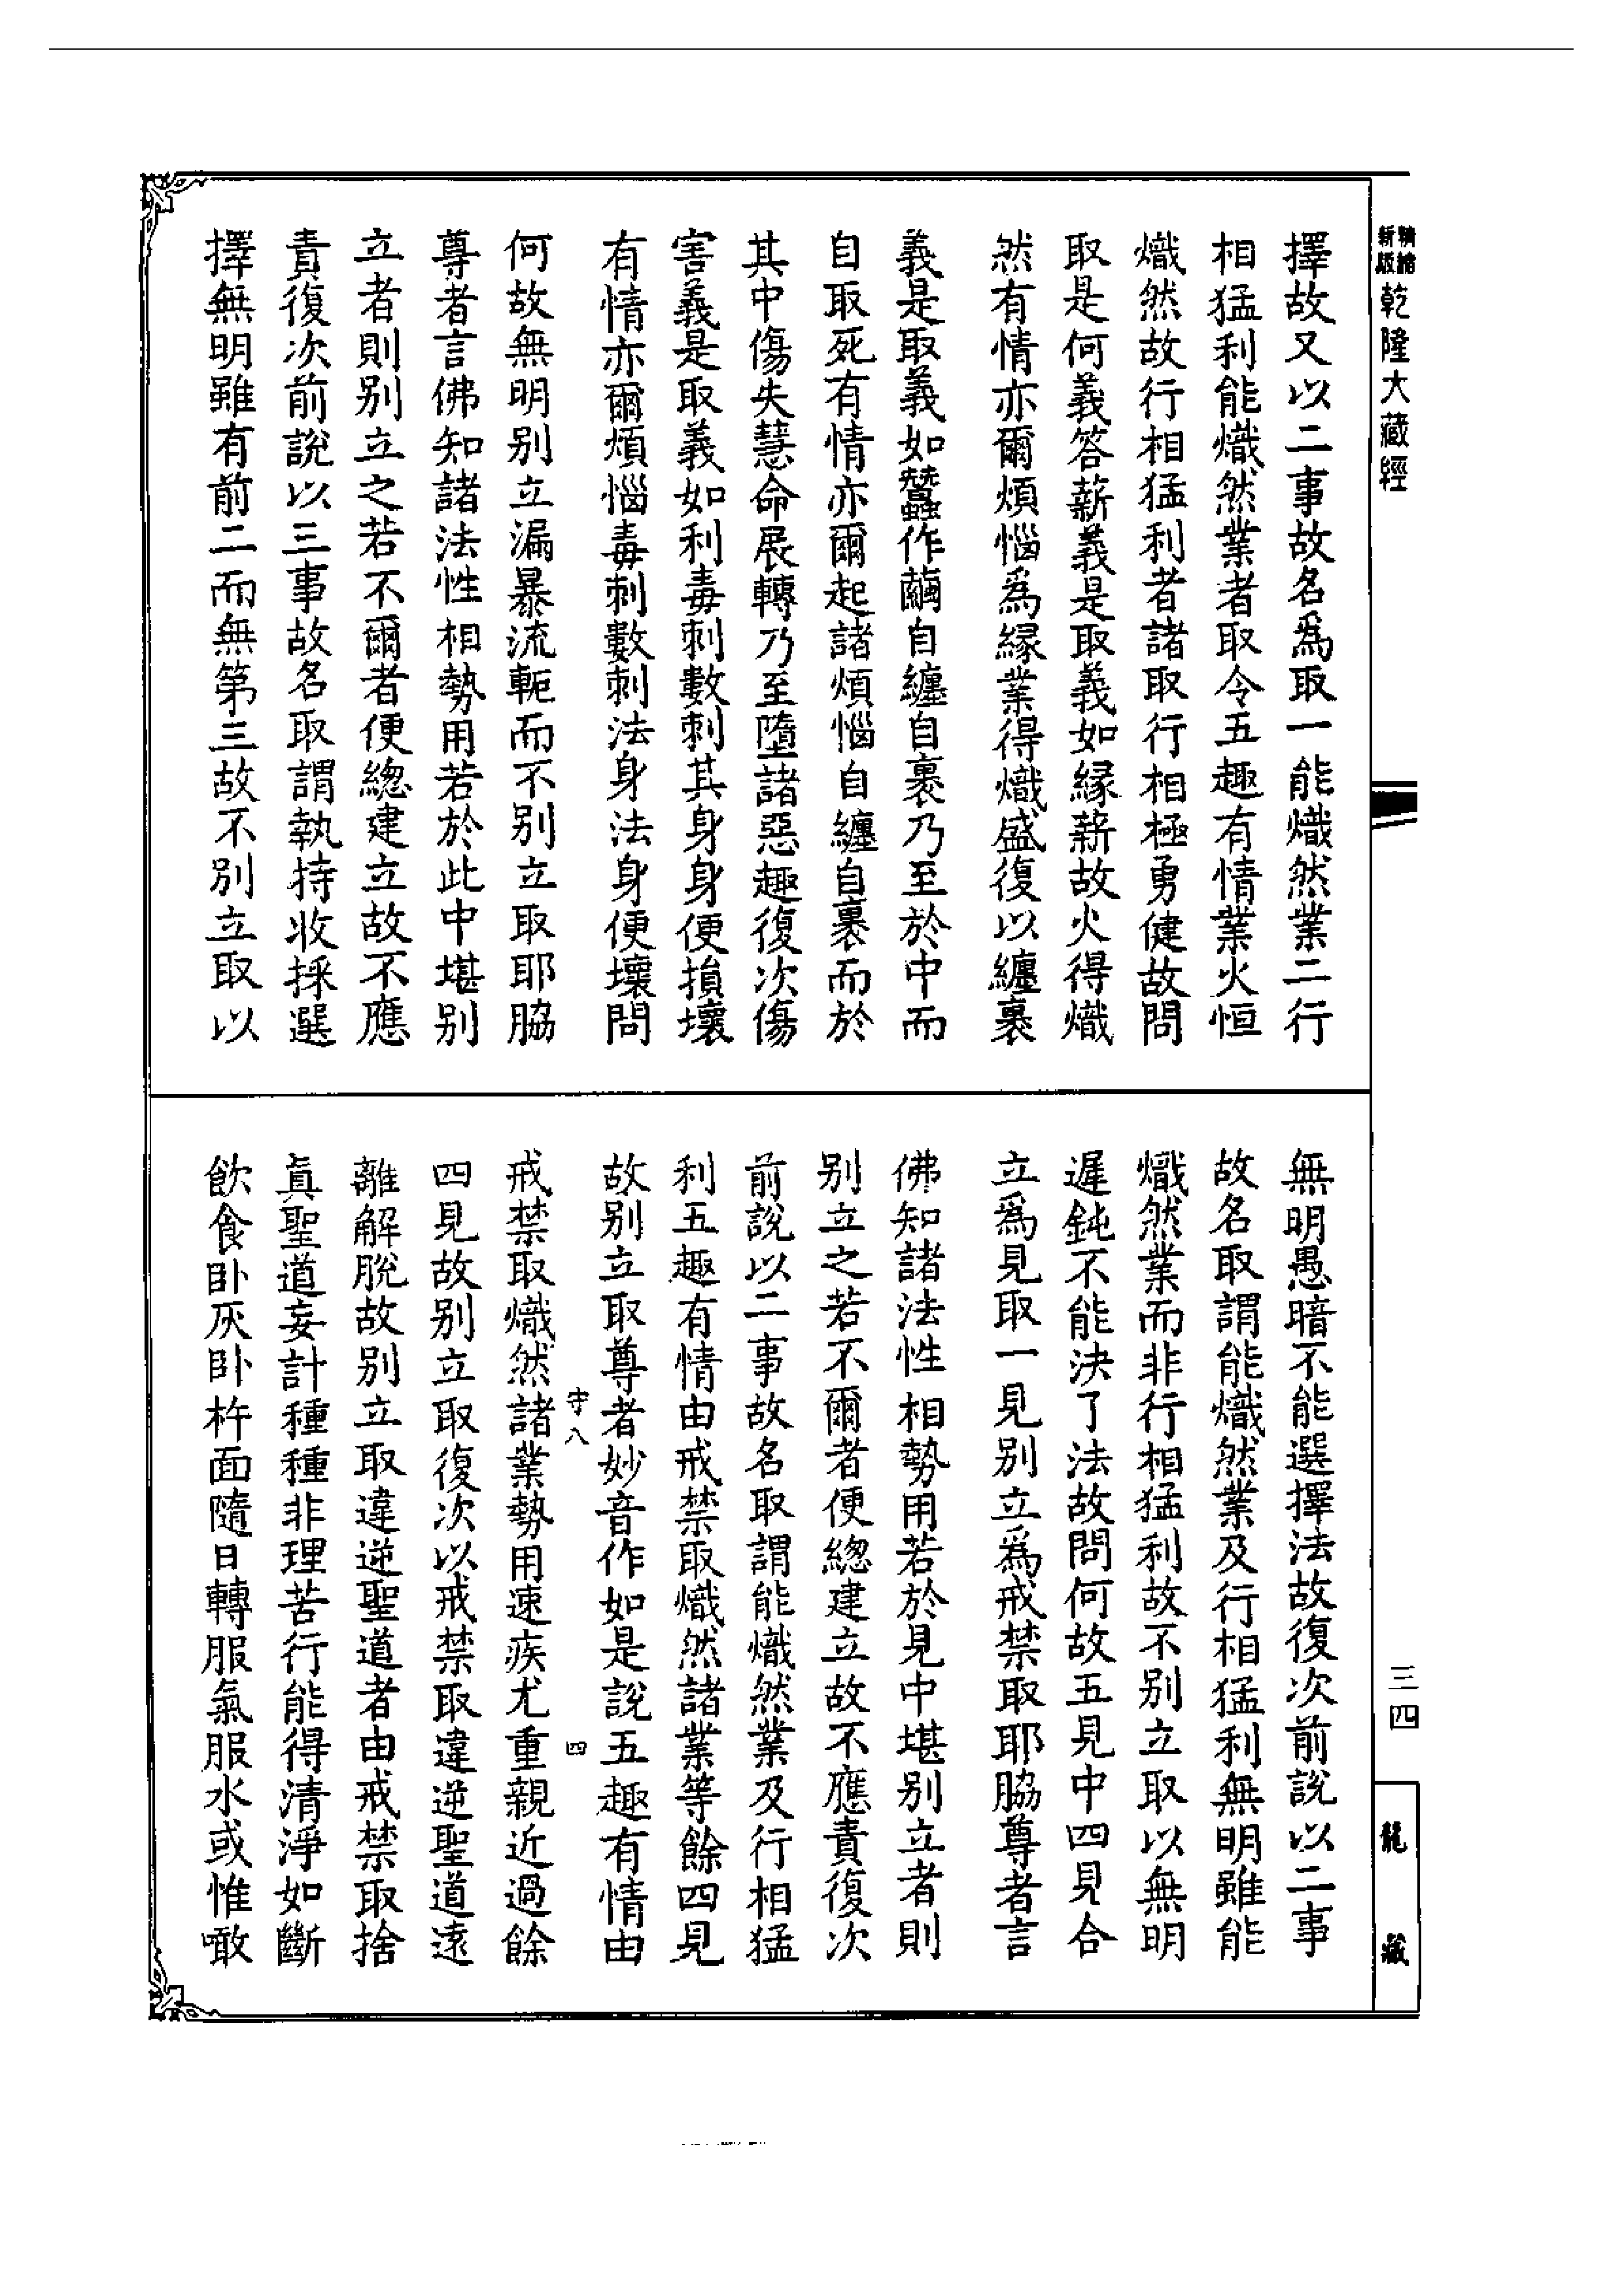 精縮新版乾隆大藏經
擇故又以二事故名為取一能熾然業二行
相猛利能熾然業者取令五趣有情業火恒
熾然故行相猛利者諸取行相極勇健故問
取是何義答薪義是取義如緣薪故火得熾
然有情亦爾煩惱為緣業得熾盛復以纏裹
義是取義如蠶作繭自纏自裹乃至於中而
自取死有情亦爾起諸煩惱自纏自裹而於
其中傷失慧命展轉乃至墮諸惡趣復次傷
害義是取義如利毒刺數刺其身身便損壞
有情亦爾煩惱毒刺數刺法身法身便壞問
何故無明別立漏暴流軛而不別立取耶脇
尊者言佛知諸法性相勢用若於此中堪別
立者則別立之若不爾者便總建立故不應
責復次前說以三事故名取謂執持收採選
擇無明雖有前二而無第三故不別立取以
無明愚暗不能選擇法故復次前說以二事
故名取謂能熾然業及行相猛利無明雖能
熾然業而非行相猛利故不別立取以無明
遲鈍不能決了法故問何故五見中四見合
立為見取一見別立為戒禁取耶脇尊者言
佛知諸法性相勢用若於見中堪別立者則
別立之若不爾者便總建立故不應責復次
前說以二事故名取謂能熾然業及行相猛
利五趣有情由戒禁取熾然諸業等餘四見
故別立取尊者妙音作如是說五趣有情由
守八 四
戒禁取熾然諸業勢用速疾尤重親近過餘
四見故別立取復次以戒禁取違逆聖道遠
離解脫故別立取違逆聖道者由戒禁取捨
真聖道妄計種種非理苦行能得清淨如斷
飲食臥灰臥杵面隨日轉服氣服水或惟噉
三四
龍藏